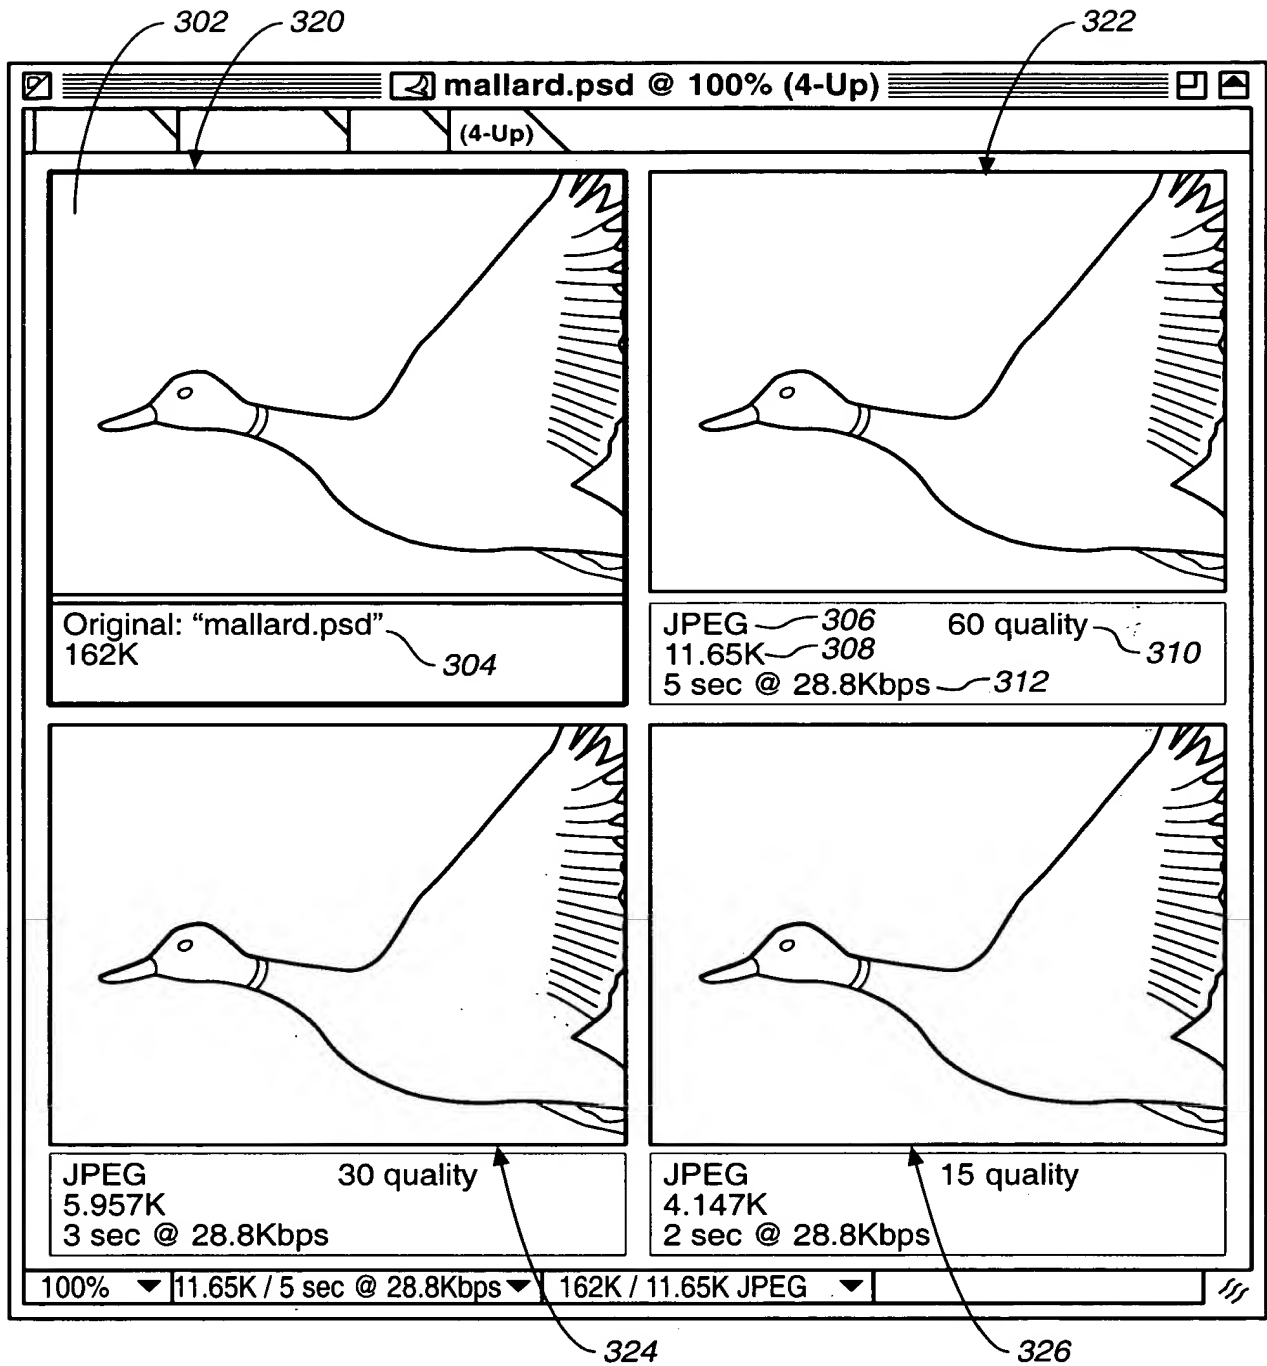 302 320 322
mallard.psd @ 100% (4-Up)
(4-Up)
Original: “mallard.psd”
162K
304
JPEG 306 60 quality
11.65K 308 310
5 sec @ 28.8Kbps 312
JPEG 30 quality
5.957K
3 sec @ 28.8Kbps
JPEG 15 quality
4.147K
2 sec @ 28.8Kbps
100% 11.65K / 5 sec @ 28.8Kbps 162K / 11.65K JPEG
324 326